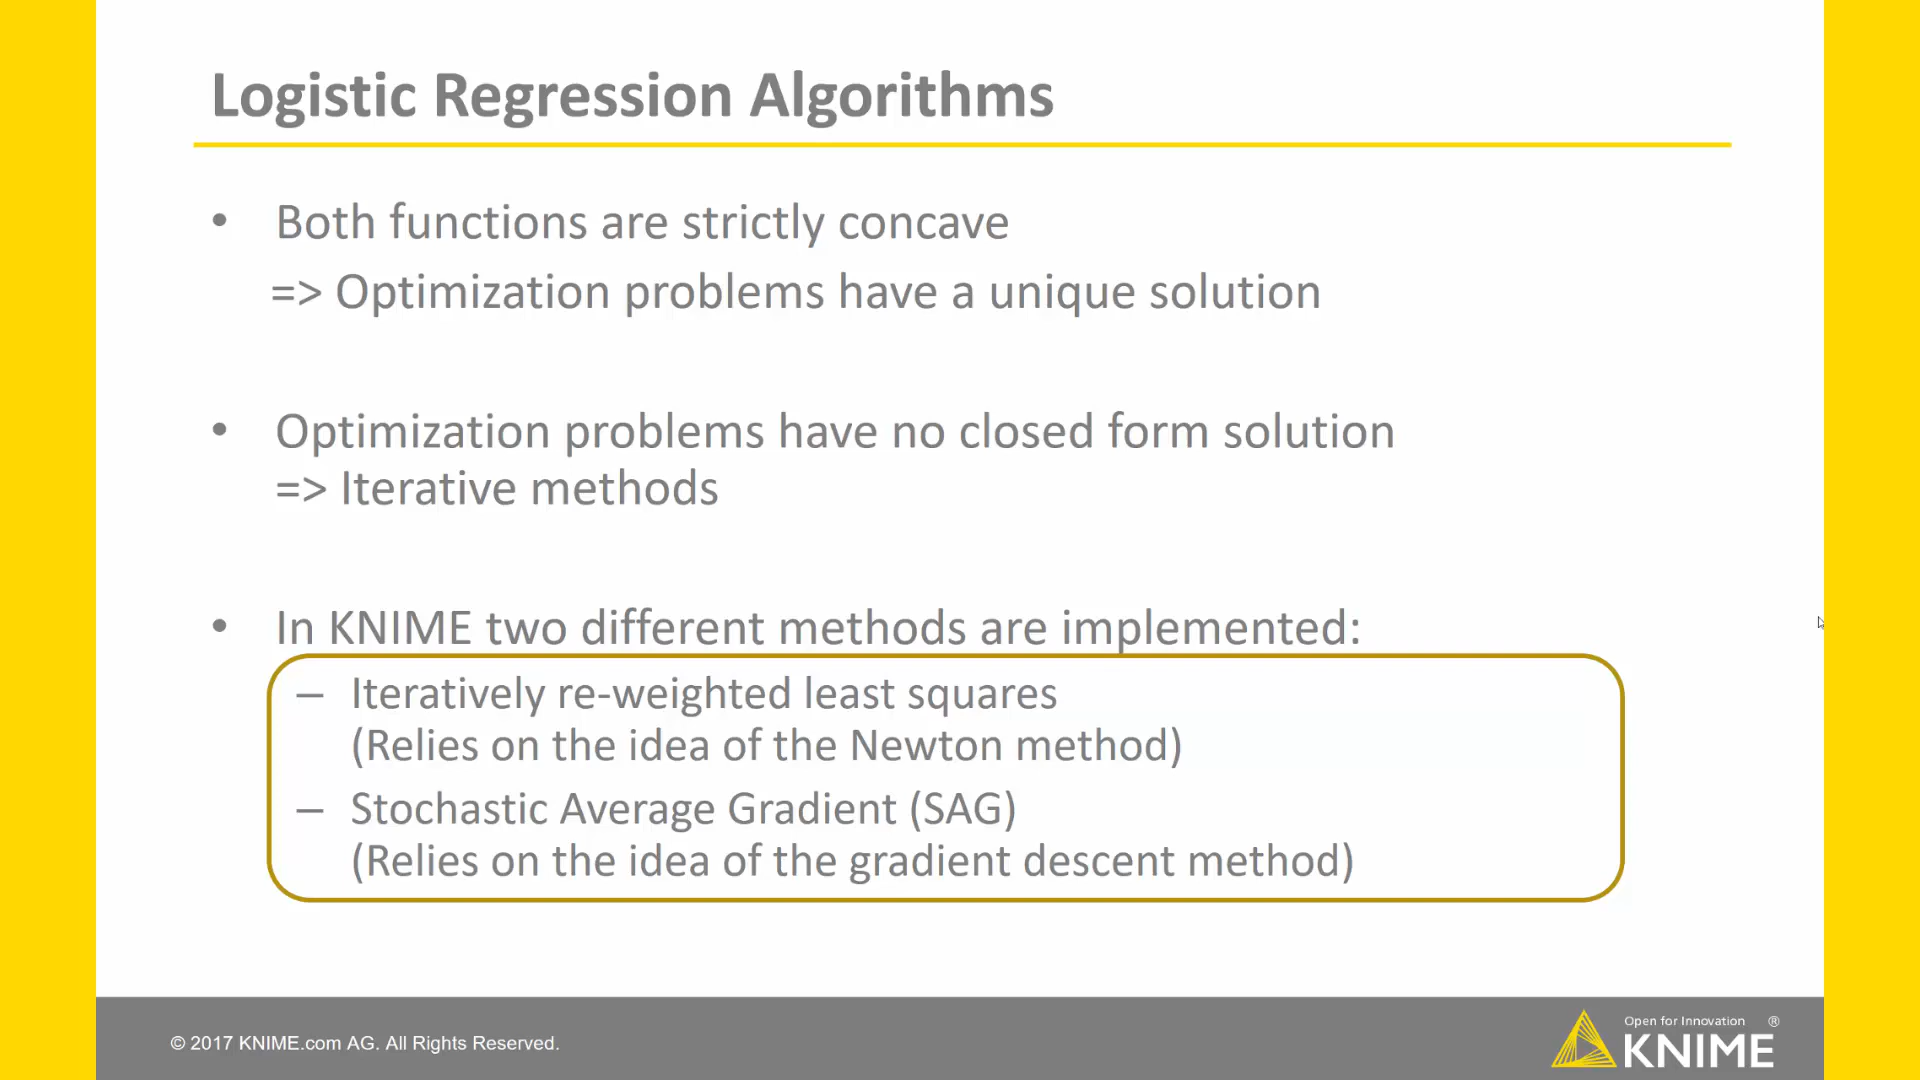 Logistic Regression Algorithms
• Both functions are strictly concave
=> Optimization problems have a unique solution
• Optimization problems have no closed form solution
=> Iterative methods
• In KNIME two different methods are implemented:
– Iteratively re-weighted least squares
(Relies on the idea of the Newton method)
– Stochastic Average Gradient (SAG)
(Relies on the idea of the gradient descent method)
© 2017 KNIME.com AG. All Rights Reserved.
Open for Innovation ®
KNIME